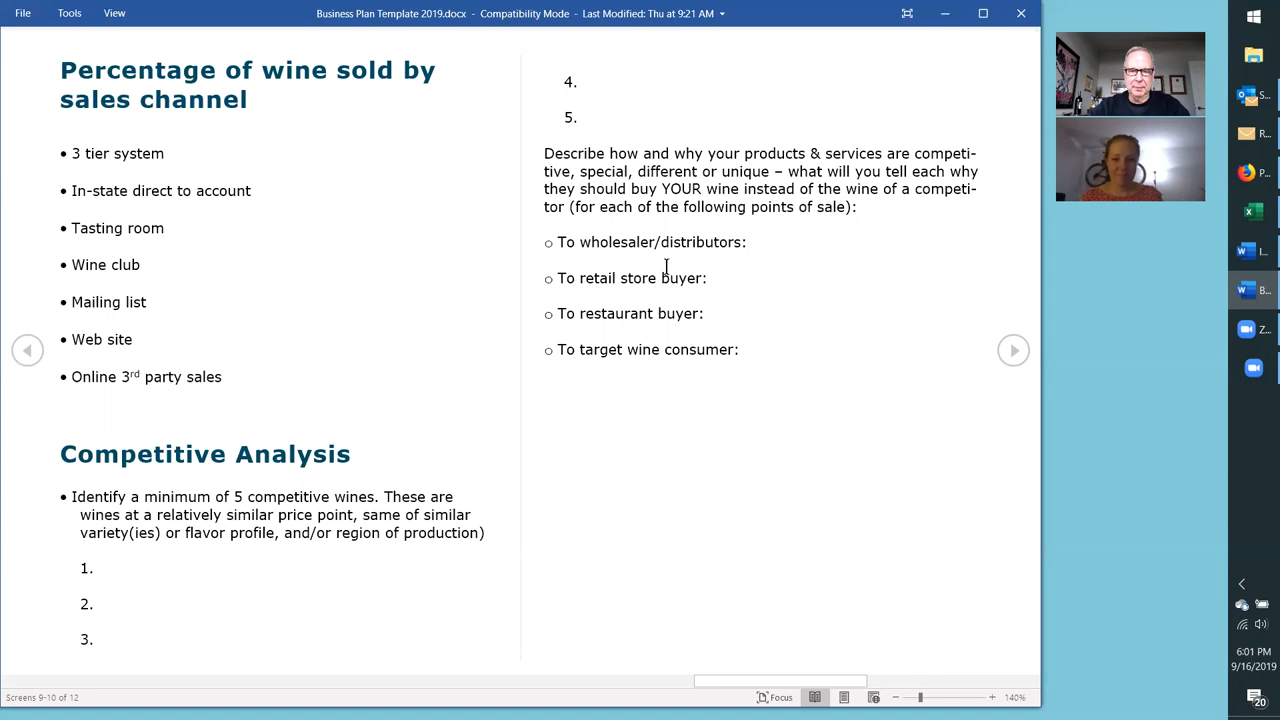 File
Tools
View
Business Plan Template 2019.docx - Compatibility Mode - Last Modified: Thu at 9:21 AM
Percentage of wine sold by
sales channel
• 3 tier system
• In-state direct to account
• Tasting room
• Wine club
• Mailing list
• Web site
• Online 3rd party sales
Competitive Analysis
• Identify a minimum of 5 competitive wines. These are
wines at a relatively similar price point, same of similar
variety(ies) or flavor profile, and/or region of production)
1.
2.
3.
4.
5.
Describe how and why your products & services are competi-
tive, special, different or unique – what will you tell each why
they should buy YOUR wine instead of the wine of a competi-
tor (for each of the following points of sale):
o To wholesaler/distributors:
o To retail store buyer:
o To restaurant buyer:
o To target wine consumer:
Screens 9-10 of 12
Focus
140%
S...
R...
P...
I...
B...
Z...
6:01 PM
9/16/2019
20